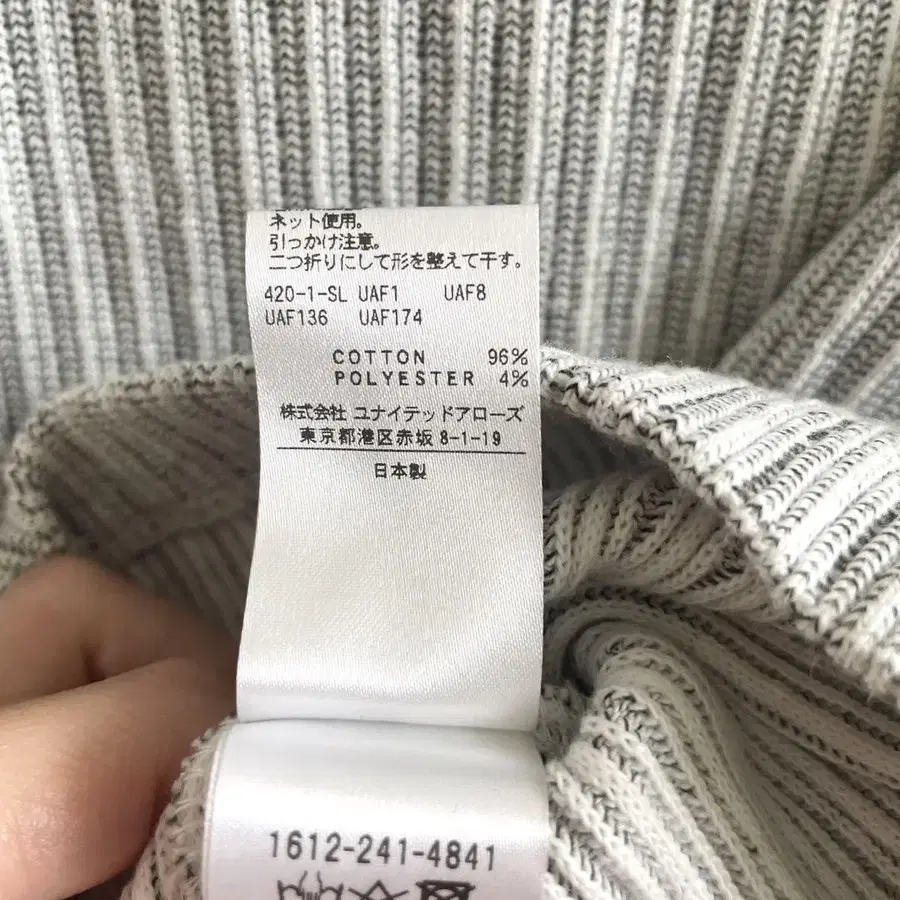 ネット使用。
引っかけ注意。
二つ折りにして形を整えて干す。
420-1-SL UAF1 UAF8
UAF136 UAF174
COTTON 96%
POLYESTER 4%
株式会社 ユナイテッドアローズ
東京都港区赤坂 8-1-19
日本製
1612-241-4841